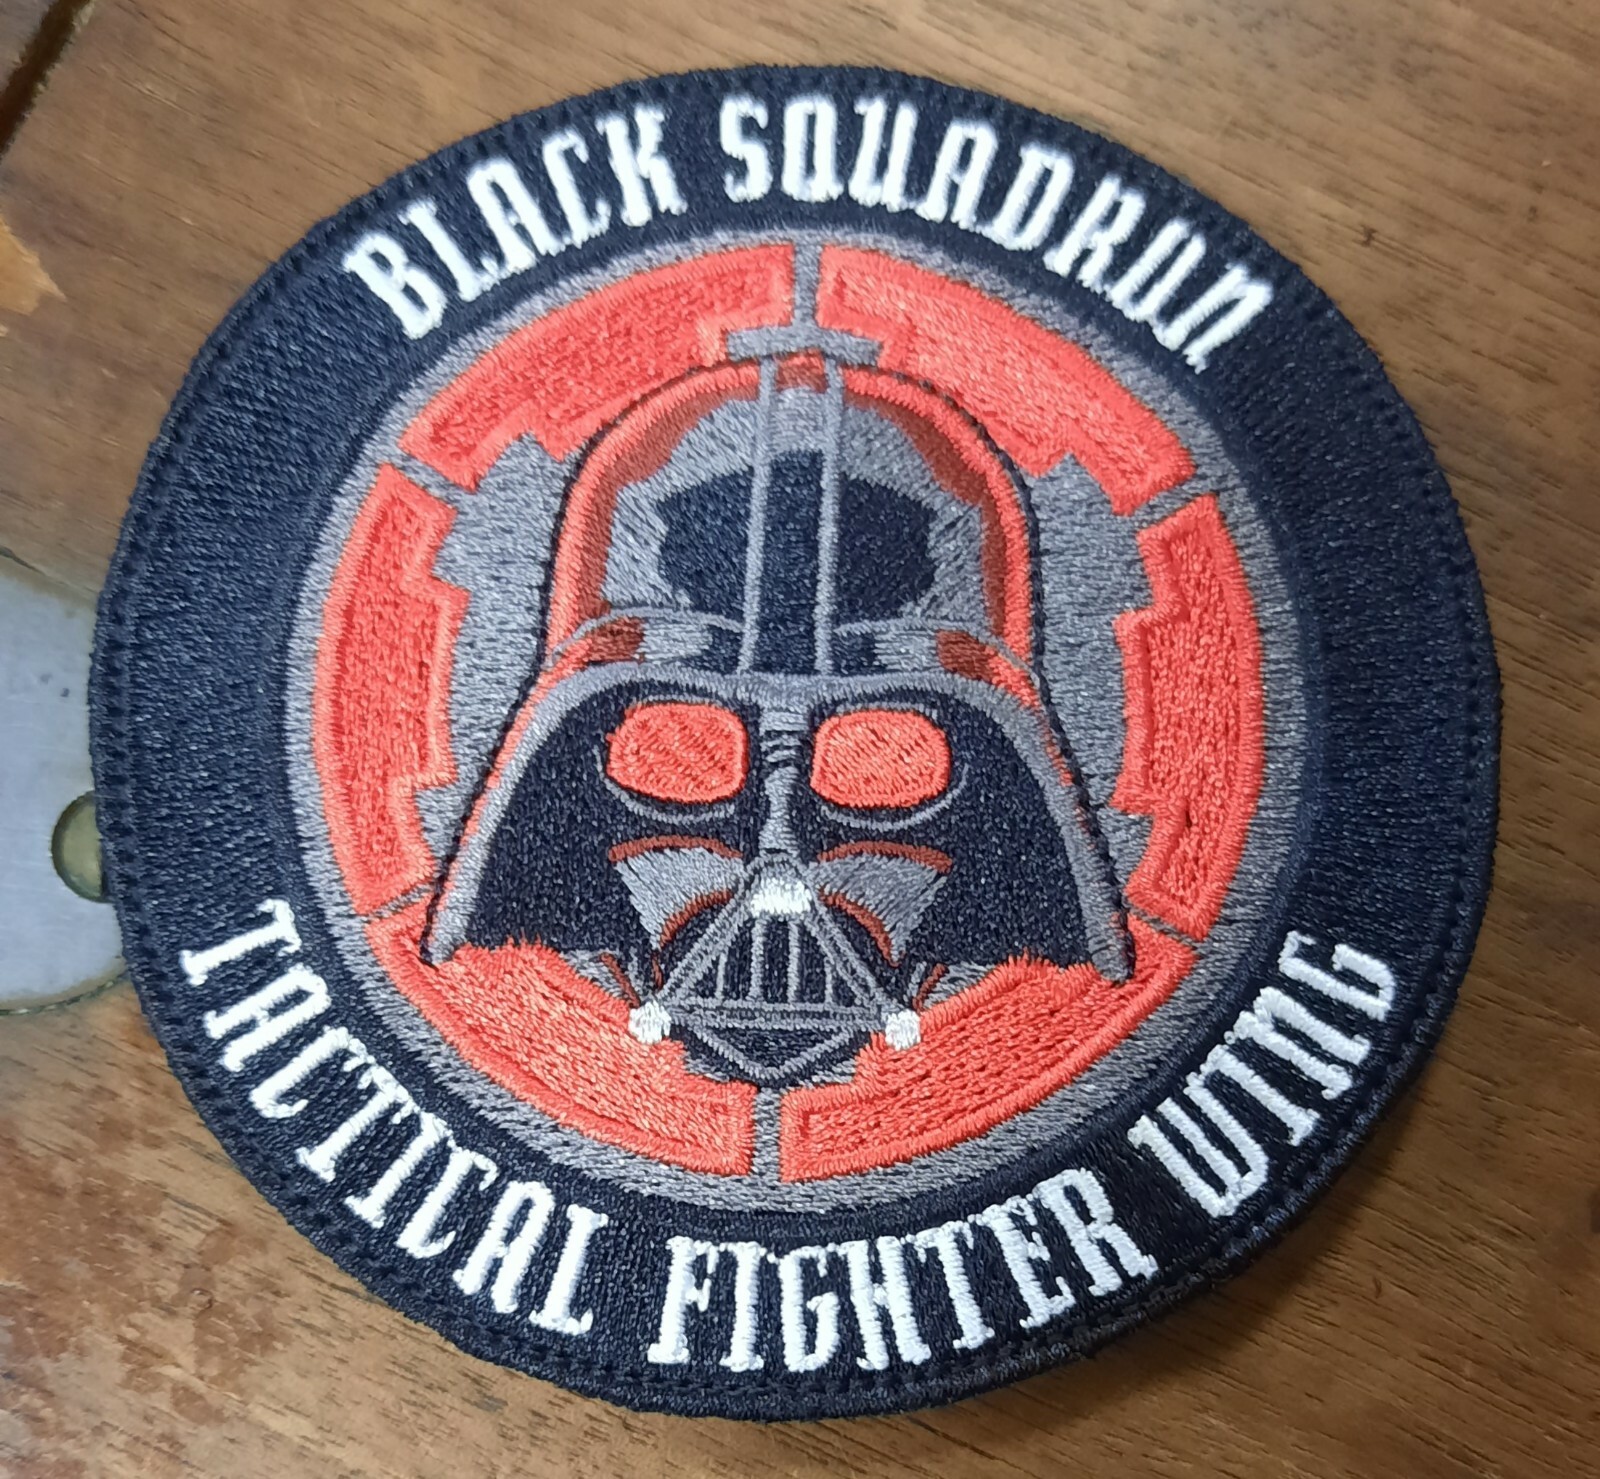 BLACK SQUADRON
TACTICAL FIGHTER WING